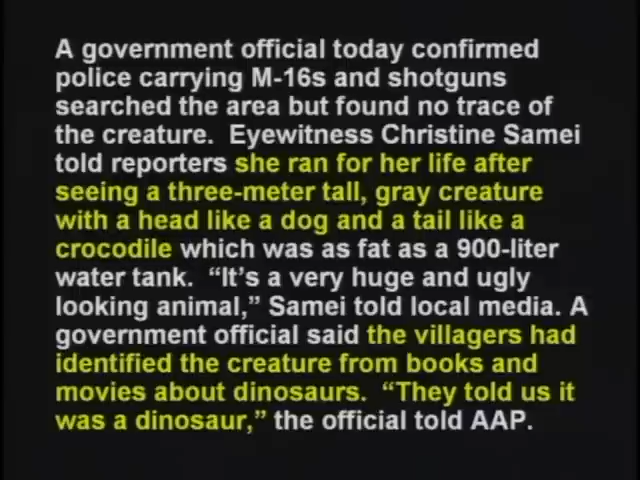 A government official today confirmed
police carrying M-16s and shotguns
searched the area but found no trace of
the creature.  Eyewitness Christine Samei
told reporters she ran for her life after
seeing a three-meter tall, gray creature
with a head like a dog and a tail like a
crocodile which was as fat as a 900-liter
water tank.  “It’s a very huge and ugly
looking animal,” Samei told local media. A
government official said the villagers had
identified the creature from books and
movies about dinosaurs.  “They told us it
was a dinosaur,” the official told AAP.